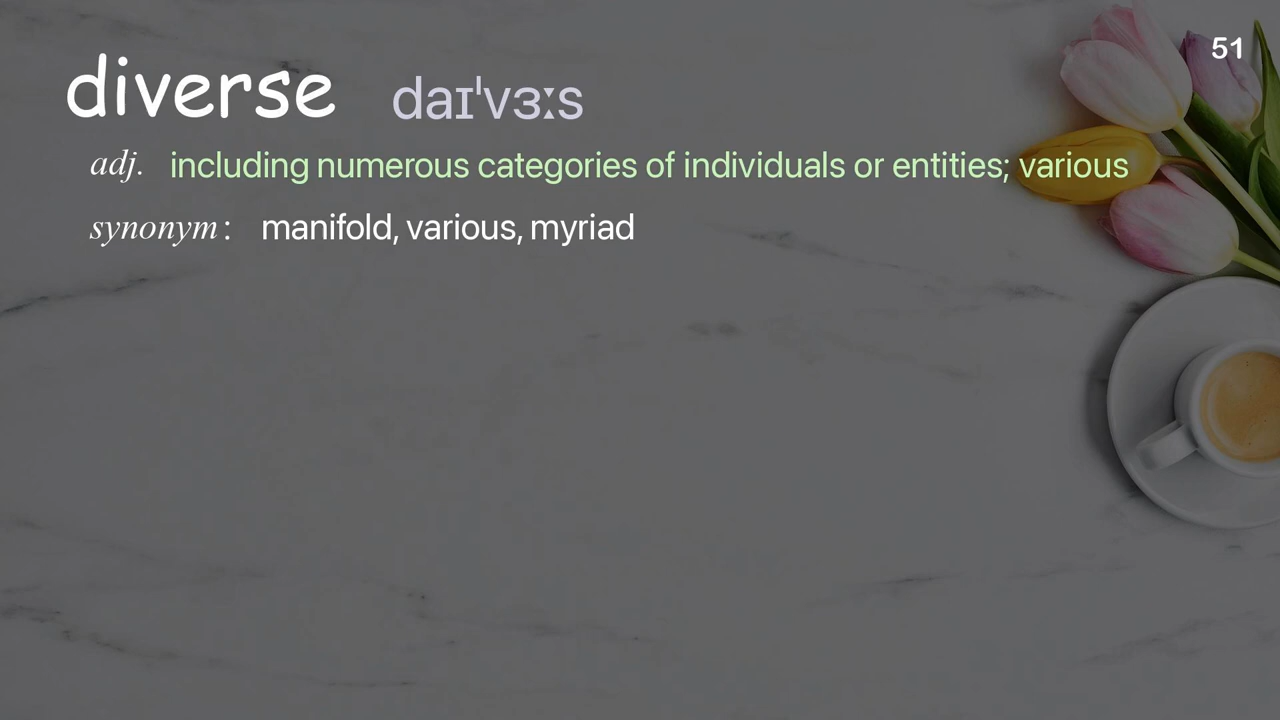 51
diverse daɪˈvɜːs
adj. including numerous categories of individuals or entities; various
synonym: manifold, various, myriad